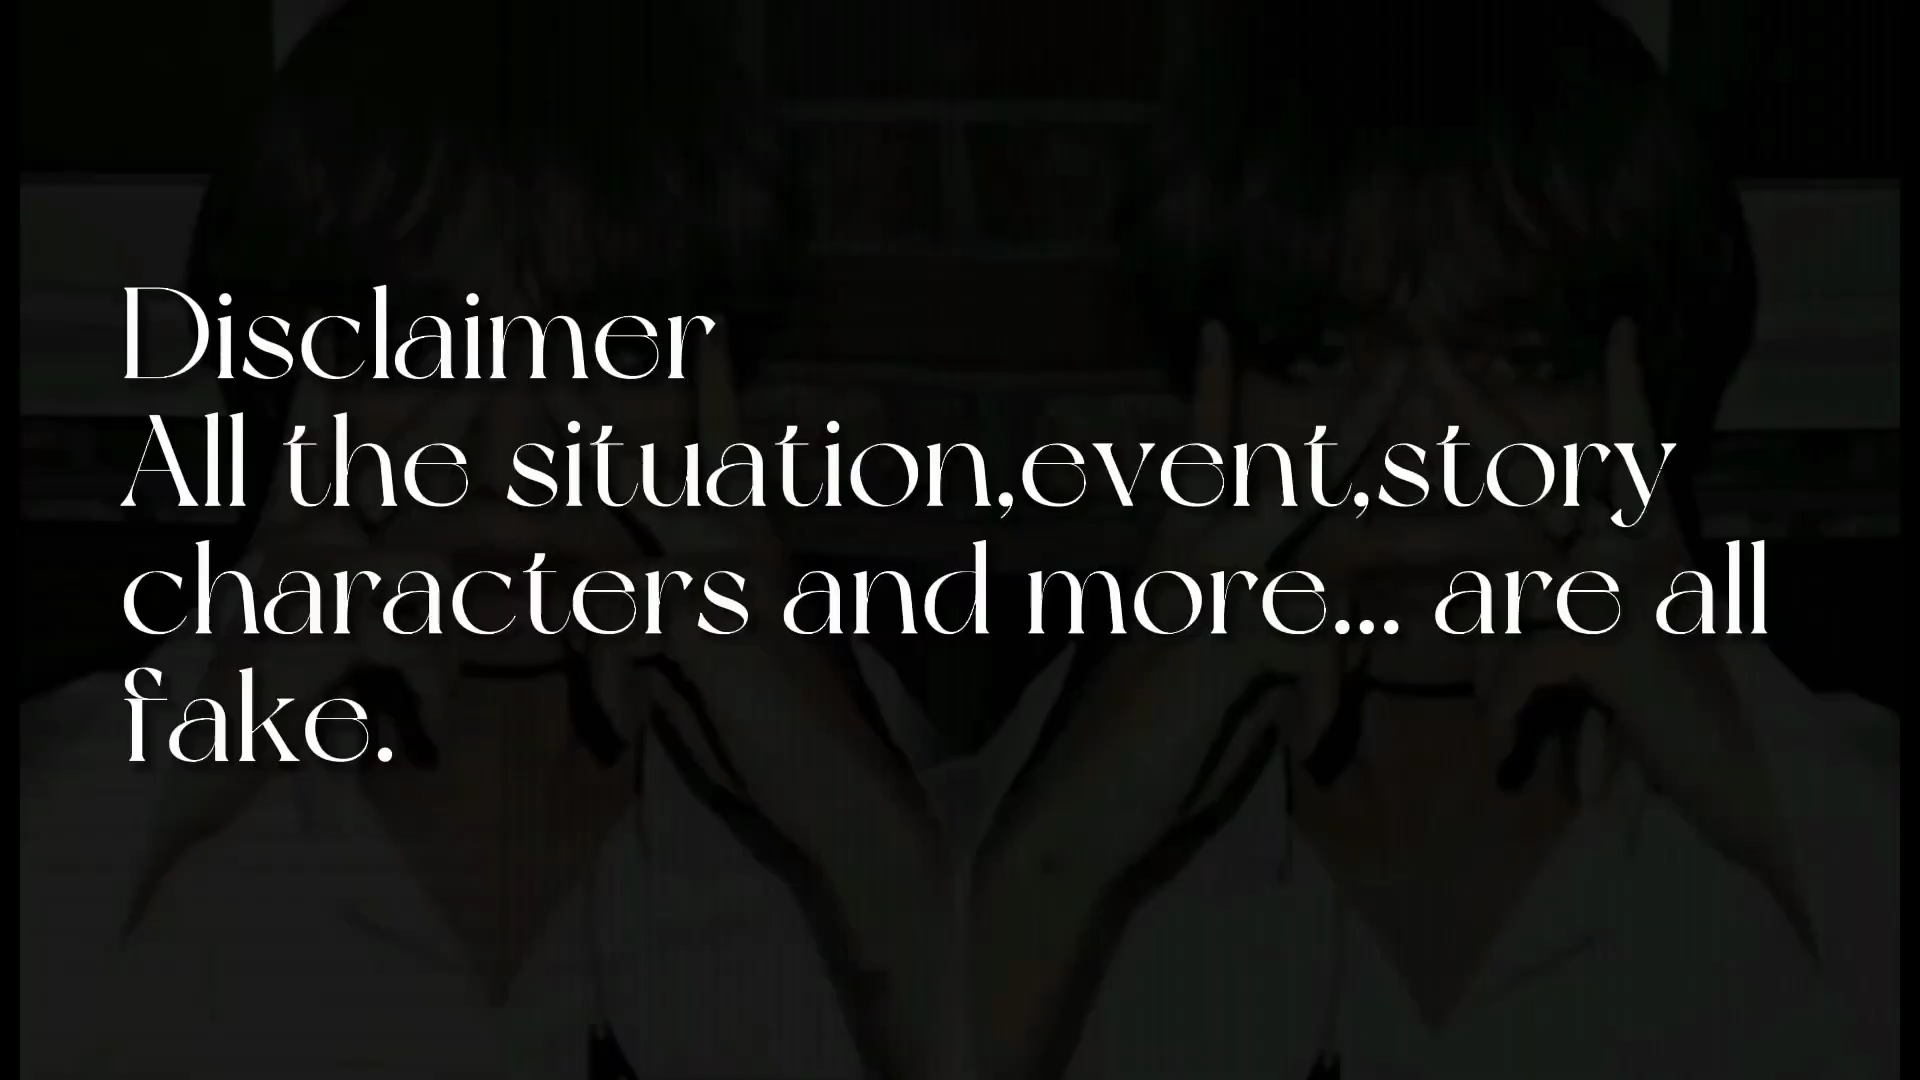 Disclaimer
All the situation,event,story
characters and more... are all
fake.